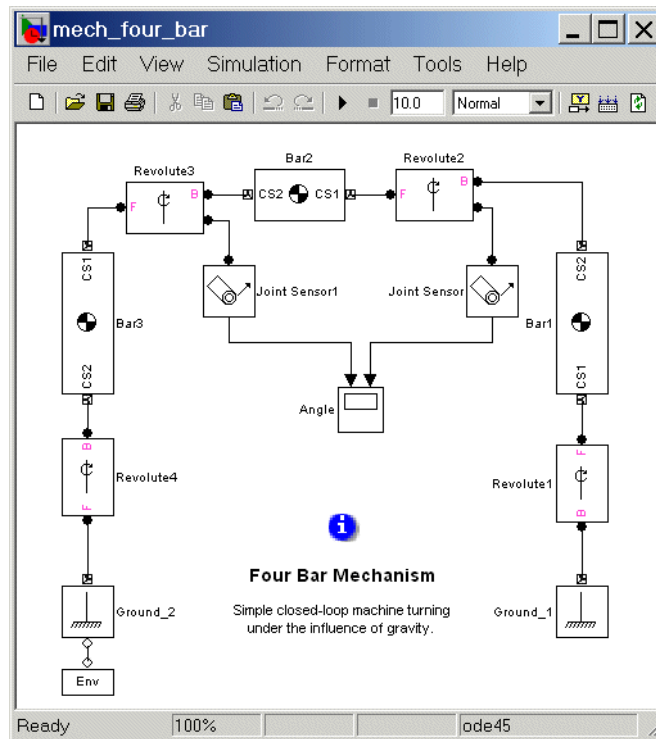 mech_four_bar
File Edit View Simulation Format Tools Help
10.0 Normal
Bar2
Revolute3 Revolute2
F B CS2 CS1 F B
CS1 CS2
Joint Sensor1 Joint Sensor
Bar3 Bar1
CS2 CS1
Angle
B F
Revolute4 Revolute1
F B
i
Four Bar Mechanism
Ground_2 Simple closed-loop machine turning Ground_1
under the influence of gravity.
Env
Ready 100% ode45